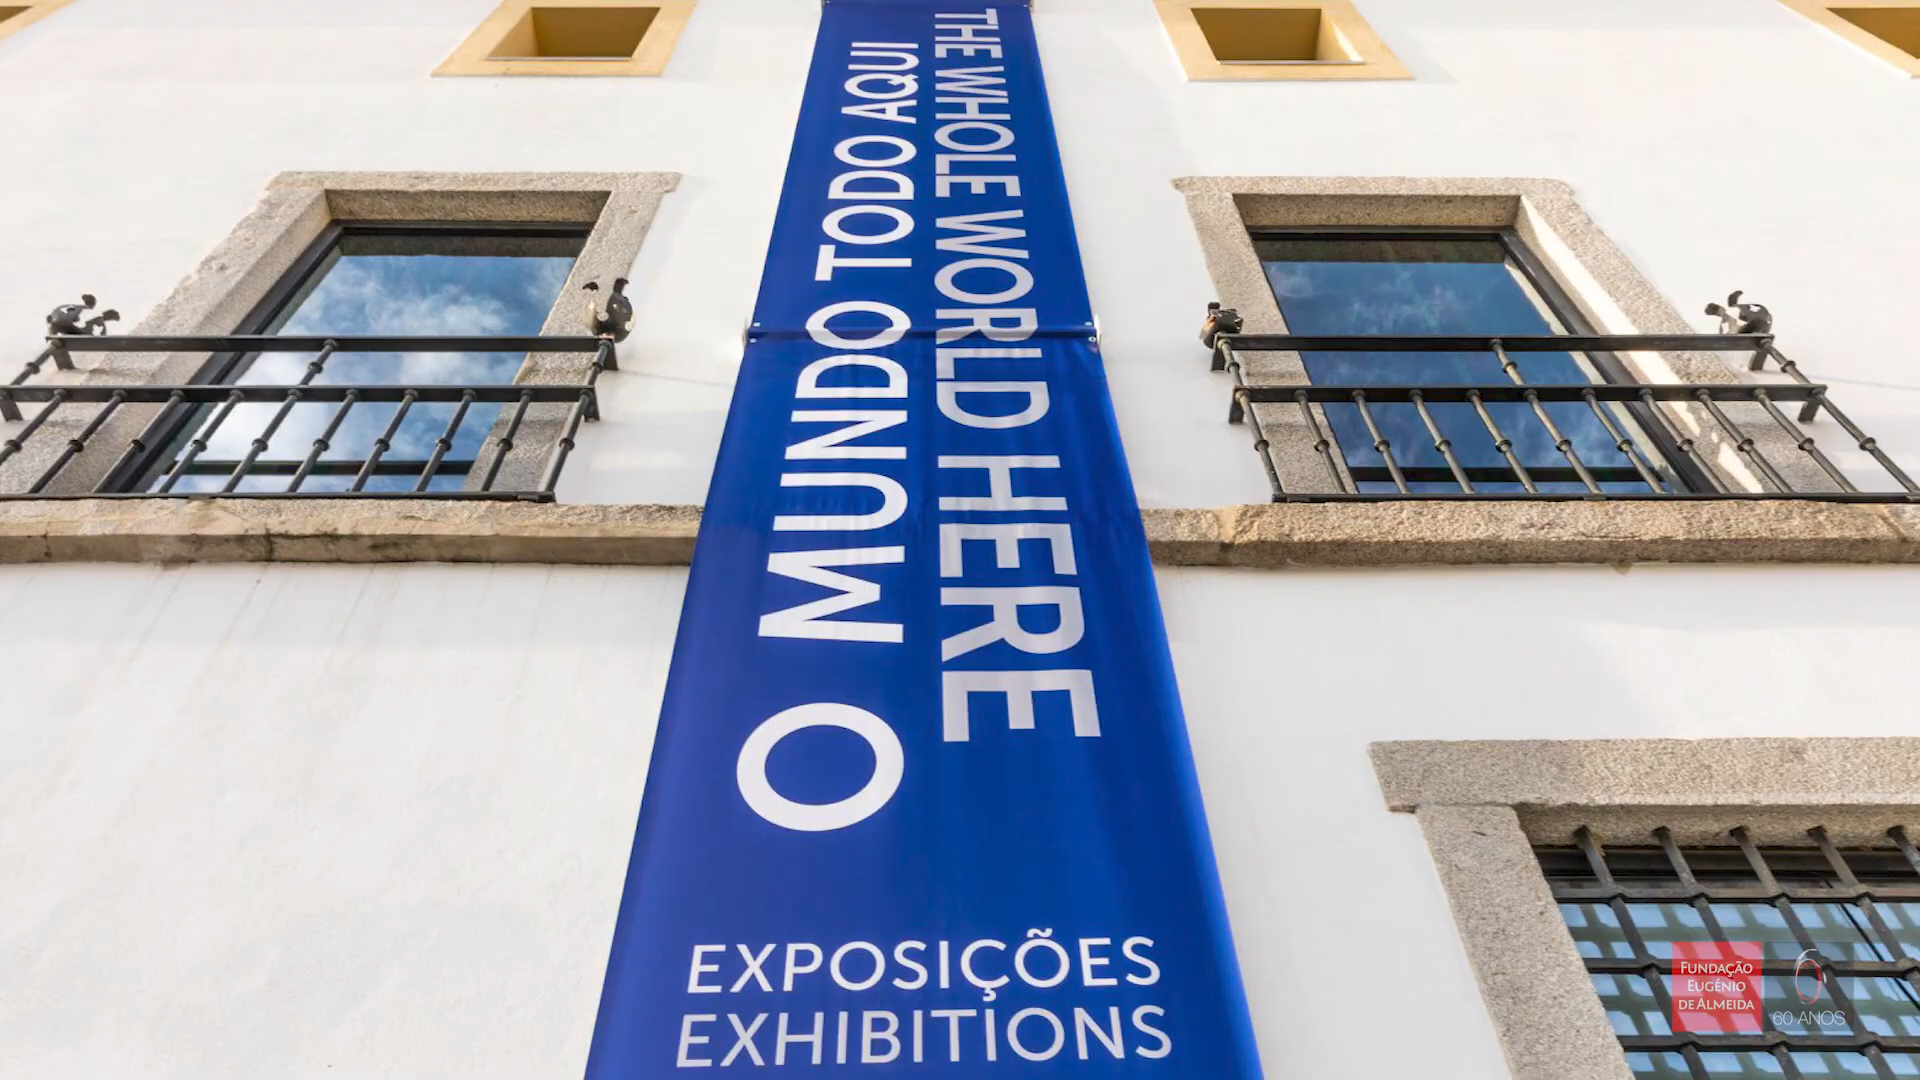 O MUNDO TODO AQUI
THE WHOLE WORLD HERE
EXPOSIÇÕES
EXHIBITIONS
FUNDAÇÃO
EUGÉNIO
DE ALMEIDA
60 ANOS